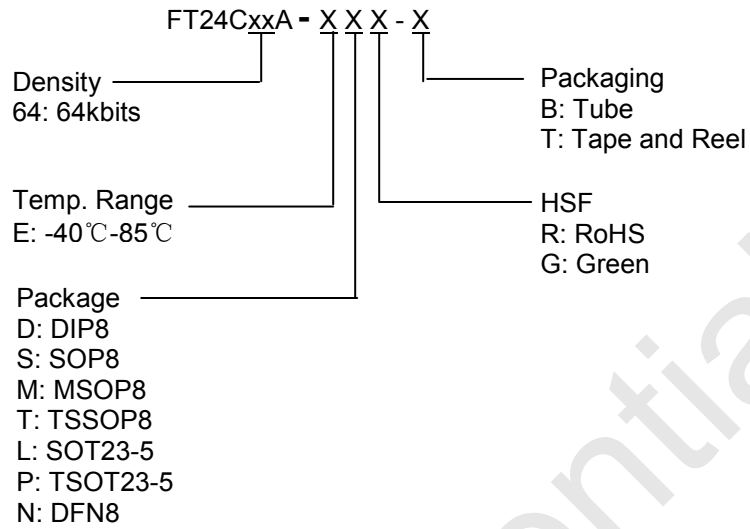 FT24CxxA - X X X - X
Density
64: 64kbits
Packaging
B: Tube
T: Tape and Reel
Temp. Range
E: -40℃-85℃
HSF
R: RoHS
G: Green
Package
D: DIP8
S: SOP8
M: MSOP8
T: TSSOP8
L: SOT23-5
P: TSOT23-5
N: DFN8